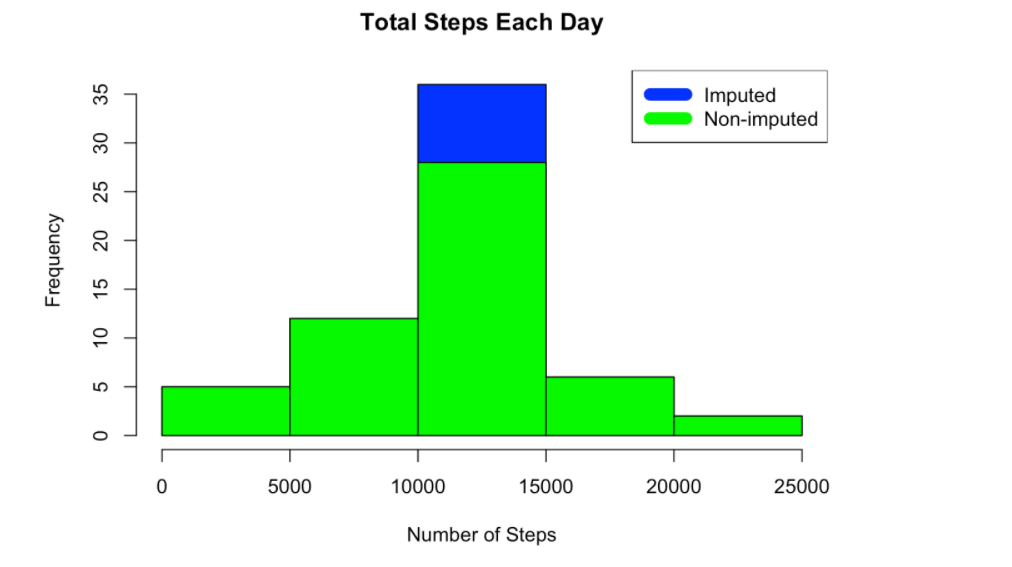 Total Steps Each Day
Imputed
Non-imputed
35
30
25
20
15
10
5
0
Frequency
0 5000 10000 15000 20000 25000
Number of Steps